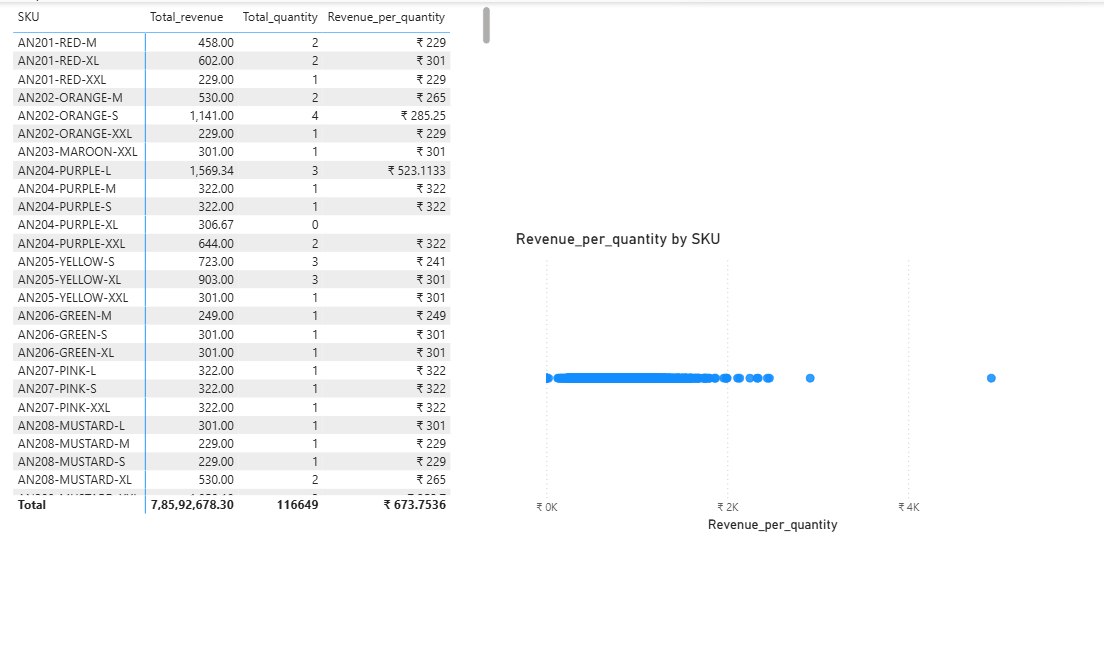 SKU Total_revenue Total_quantity Revenue_per_quantity
AN201-RED-M 458.00 2 ₹ 229
AN201-RED-XL 602.00 2 ₹ 301
AN201-RED-XXL 229.00 1 ₹ 229
AN202-ORANGE-M 530.00 2 ₹ 265
AN202-ORANGE-S 1,141.00 4 ₹ 285.25
AN202-ORANGE-XXL 229.00 1 ₹ 229
AN203-MAROON-XXL 301.00 1 ₹ 301
AN204-PURPLE-L 1,569.34 3 ₹ 523.1133
AN204-PURPLE-M 322.00 1 ₹ 322
AN204-PURPLE-S 322.00 1 ₹ 322
AN204-PURPLE-XL 306.67 0
AN204-PURPLE-XXL 644.00 2 ₹ 322
AN205-YELLOW-S 723.00 3 ₹ 241
AN205-YELLOW-XL 903.00 3 ₹ 301
AN205-YELLOW-XXL 301.00 1 ₹ 301
AN206-GREEN-M 249.00 1 ₹ 249
AN206-GREEN-S 301.00 1 ₹ 301
AN206-GREEN-XL 301.00 1 ₹ 301
AN207-PINK-L 322.00 1 ₹ 322
AN207-PINK-S 322.00 1 ₹ 322
AN207-PINK-XXL 322.00 1 ₹ 322
AN208-MUSTARD-L 301.00 1 ₹ 301
AN208-MUSTARD-M 229.00 1 ₹ 229
AN208-MUSTARD-S 229.00 1 ₹ 229
AN208-MUSTARD-XL 530.00 2 ₹ 265
Total 7,85,92,678.30 116649 ₹ 673.7536
Revenue_per_quantity by SKU
₹ 0K ₹ 2K ₹ 4K
Revenue_per_quantity